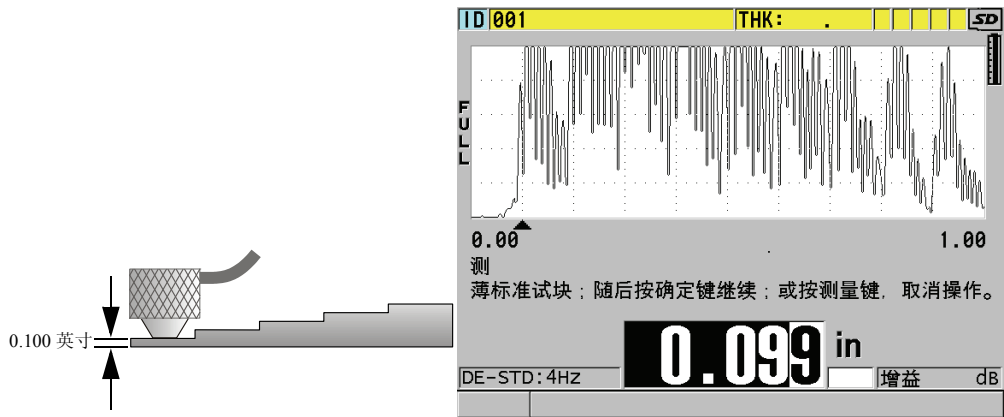 0.100 英寸
ID 001 THK: . SD
FULL
0.00 1.00
测
薄标准试块；随后按确定键继续；或按测量键，取消操作。
0.099 in
DE-STD:4Hz 增益 dB